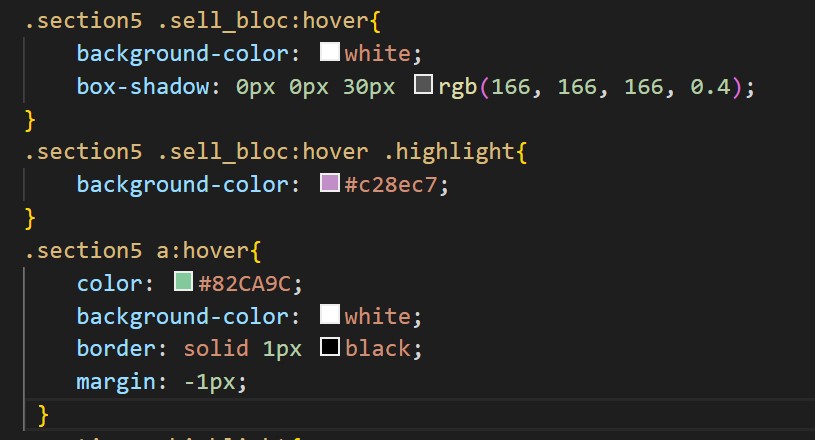 .section5 .sell_bloc:hover{
    background-color: white;
    box-shadow: 0px 0px 30px rgb(166, 166, 166, 0.4);
}
.section5 .sell_bloc:hover .highlight{
    background-color: #c28ec7;
}
.section5 a:hover{
    color: #82CA9C;
    background-color: white;
    border: solid 1px black;
    margin: -1px;
 }